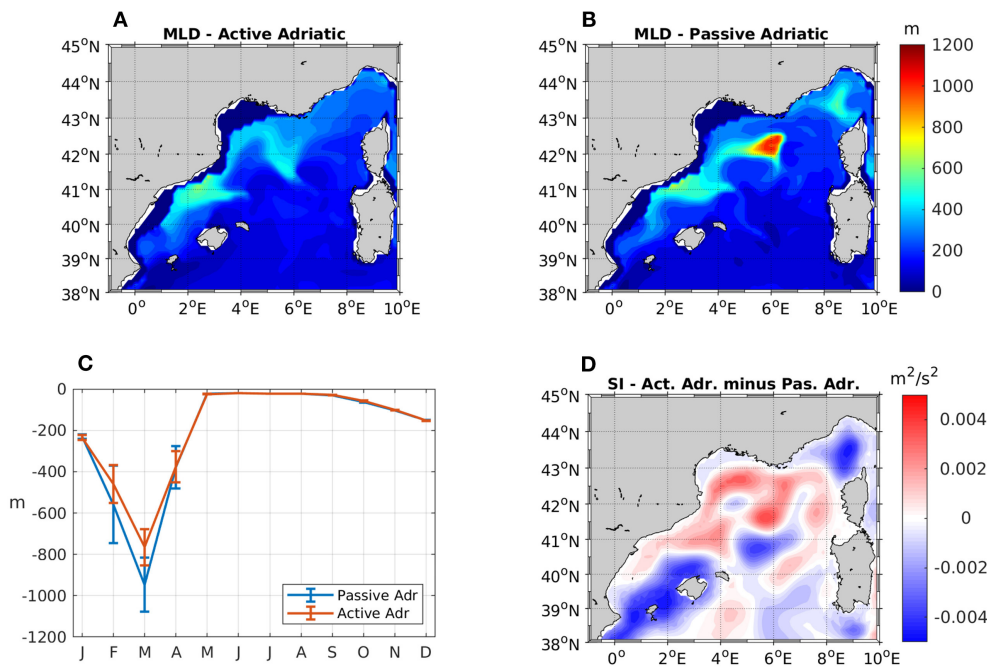 A
MLD - Active Adriatic
45°N
44°N
43°N
42°N
41°N
40°N
39°N
38°N
0°
2°E
4°E
6°E
8°E
10°E
B
MLD - Passive Adriatic
45°N
44°N
43°N
42°N
41°N
40°N
39°N
38°N
0°
2°E
4°E
6°E
8°E
10°E
m
1200
1000
800
600
400
200
0
C
0
-200
-400
-600
-800
-1000
-1200
m
J F M A M J J A S O N D
Passive Adr
Active Adr
D
SI - Act. Adr. minus Pas. Adr.
45°N
44°N
43°N
42°N
41°N
40°N
39°N
38°N
0°
2°E
4°E
6°E
8°E
10°E
m²/s²
0.004
0.002
0
-0.002
-0.004